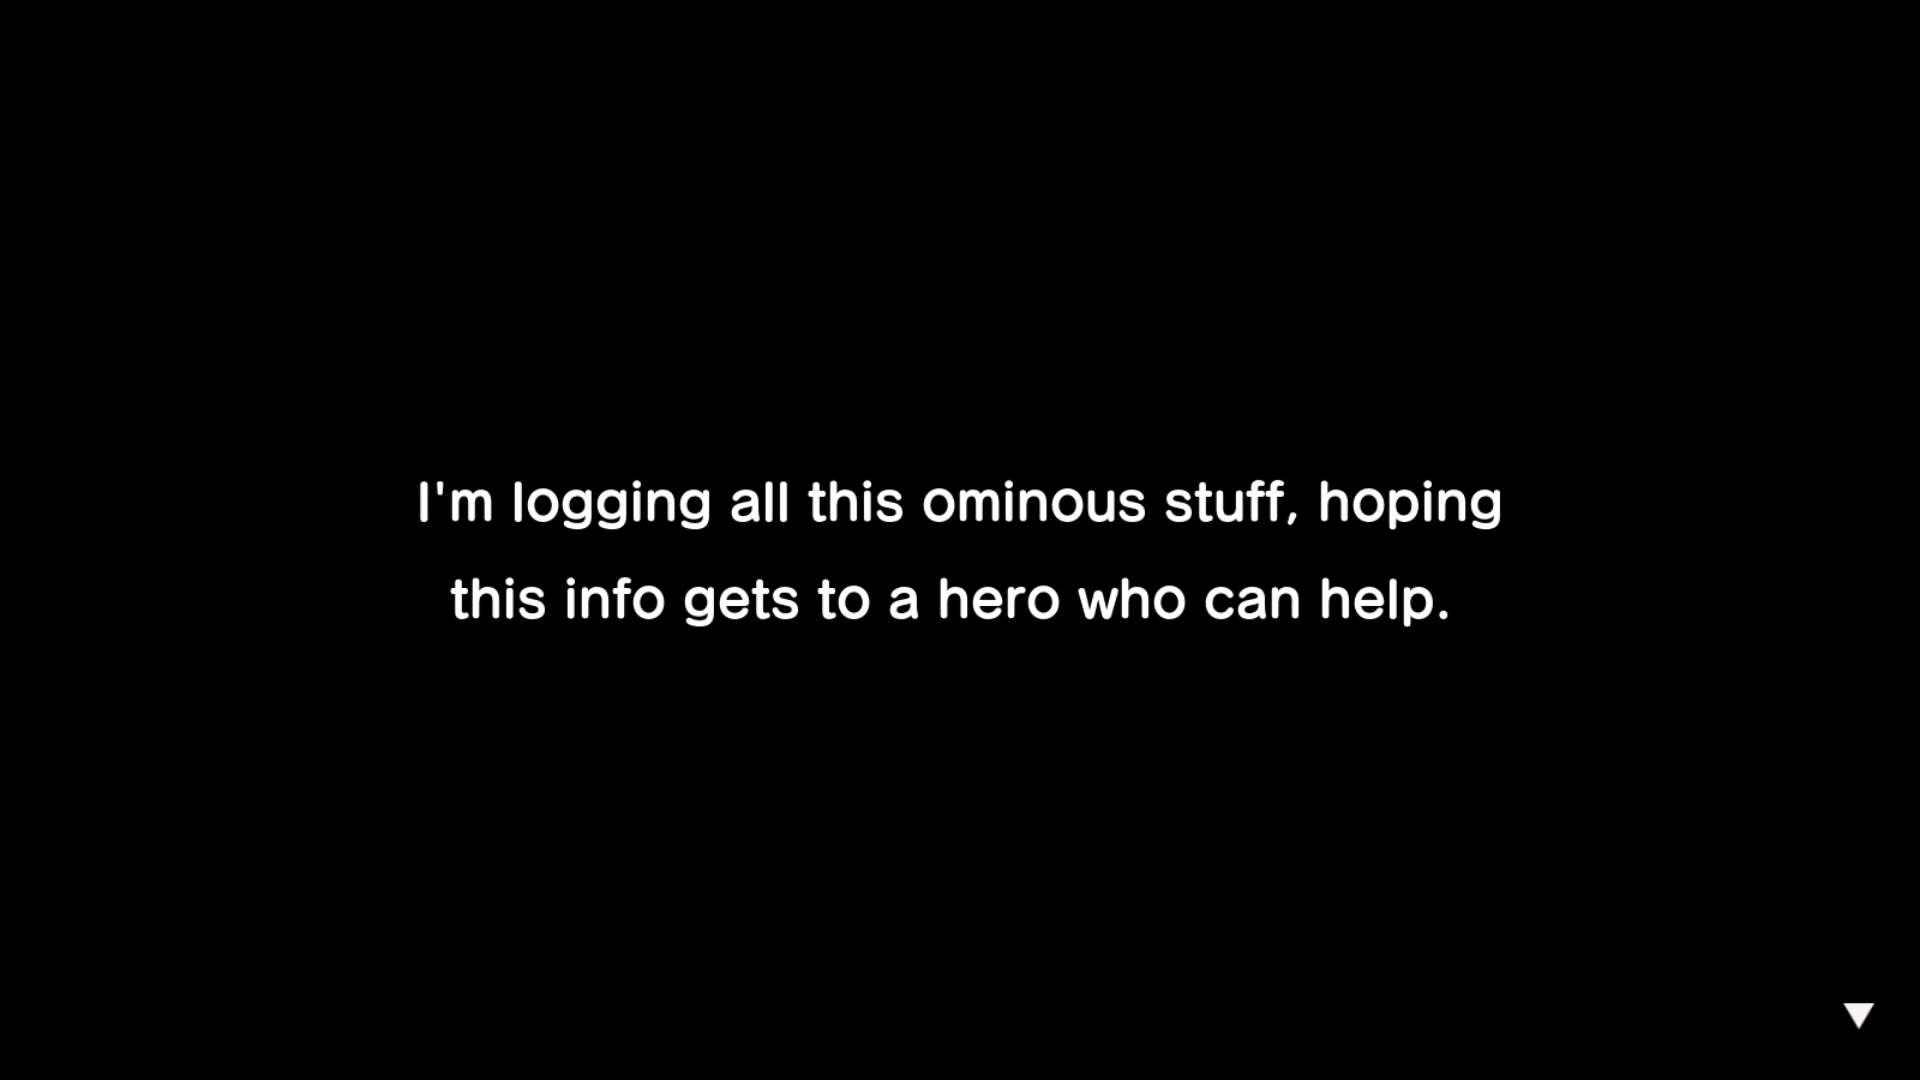 I'm logging all this ominous stuff, hoping
this info gets to a hero who can help.